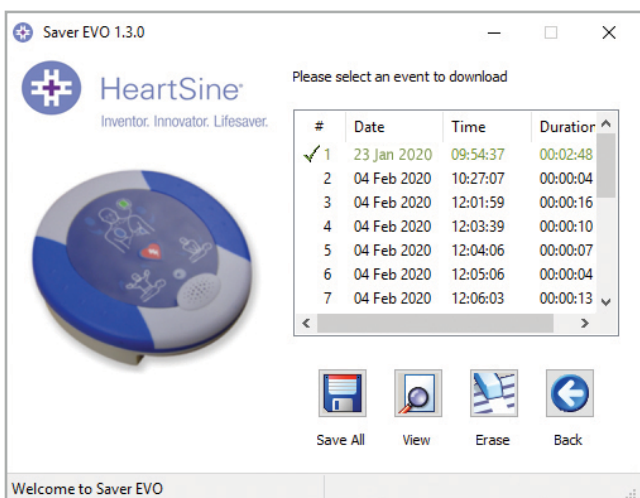 Saver EVO 1.3.0
HeartSine
Inventor. Innovator. Lifesaver.
Please select an event to download
# Date Time Duration
1 23 Jan 2020 09:54:37 00:02:48
2 04 Feb 2020 10:27:07 00:00:04
3 04 Feb 2020 12:01:59 00:00:16
4 04 Feb 2020 12:03:39 00:00:10
5 04 Feb 2020 12:04:06 00:00:07
6 04 Feb 2020 12:05:06 00:00:04
7 04 Feb 2020 12:06:03 00:00:13
Save All View Erase Back
Welcome to Saver EVO